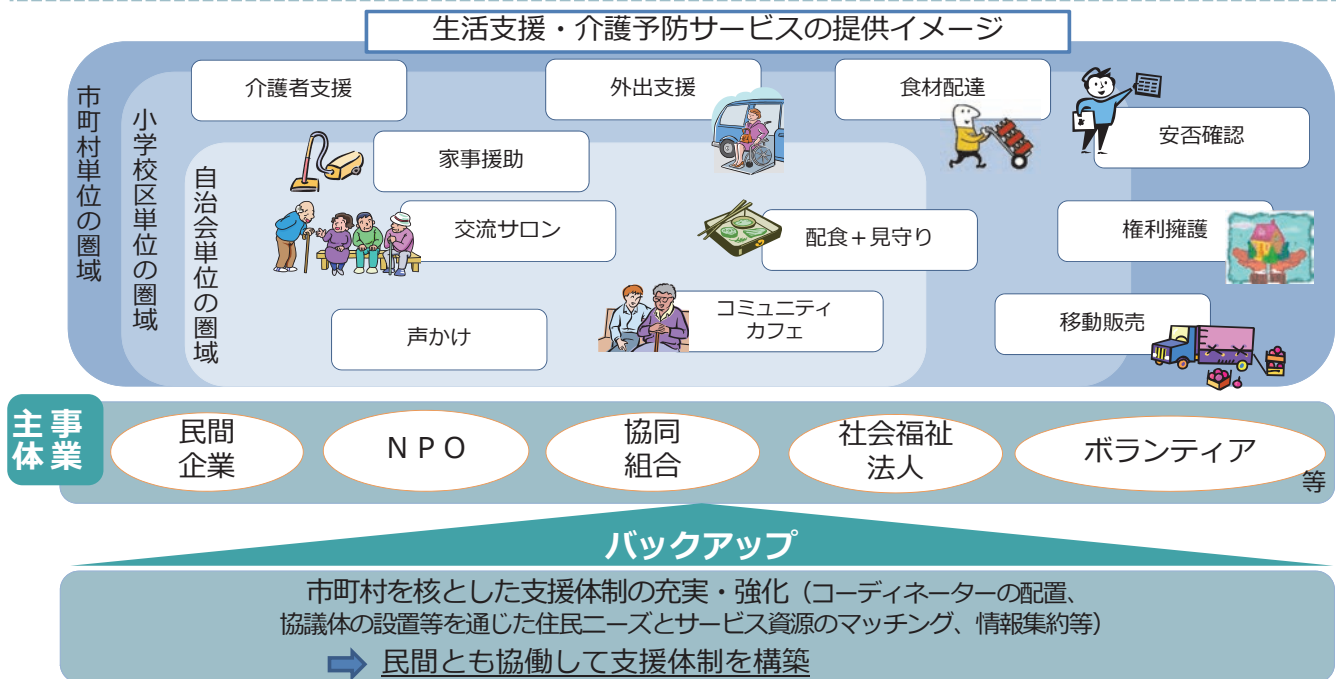 生活支援・介護予防サービスの提供イメージ
市町村単位の圏域
小学校区単位の圏域
自治会単位の圏域
介護者支援
外出支援
食材配達
安否確認
家事援助
交流サロン
配食+見守り
権利擁護
声かけ
コミュニティ
カフェ
移動販売
事業
主体
民間
企業
NPO
協同
組合
社会福祉
法人
ボランティア
等
バックアップ
市町村を核とした支援体制の充実・強化(コーディネーターの配置、
協議体の設置等を通じた住民ニーズとサービス資源のマッチング、情報集約等)
民間とも協働して支援体制を構築